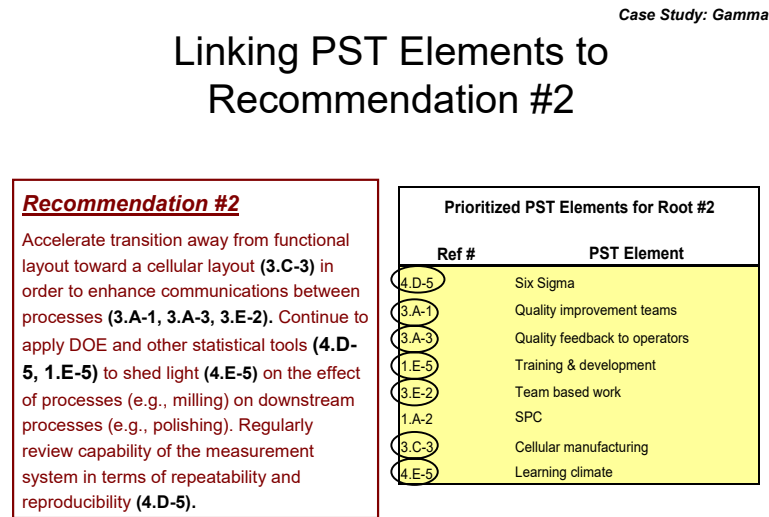 Case Study: Gamma
Linking PST Elements to
Recommendation #2
Recommendation #2
Accelerate transition away from functional
layout toward a cellular layout (3.C-3) in
order to enhance communications between
processes (3.A-1, 3.A-3, 3.E-2). Continue to
apply DOE and other statistical tools (4.D-
5, 1.E-5) to shed light (4.E-5) on the effect
of processes (e.g., milling) on downstream
processes (e.g., polishing). Regularly
review capability of the measurement
system in terms of repeatability and
reproducibility (4.D-5).
Prioritized PST Elements for Root #2
Ref # PST Element
4.D-5 Six Sigma
3.A-1 Quality improvement teams
3.A-3 Quality feedback to operators
1.E-5 Training & development
3.E-2 Team based work
1.A-2 SPC
3.C-3 Cellular manufacturing
4.E-5 Learning climate